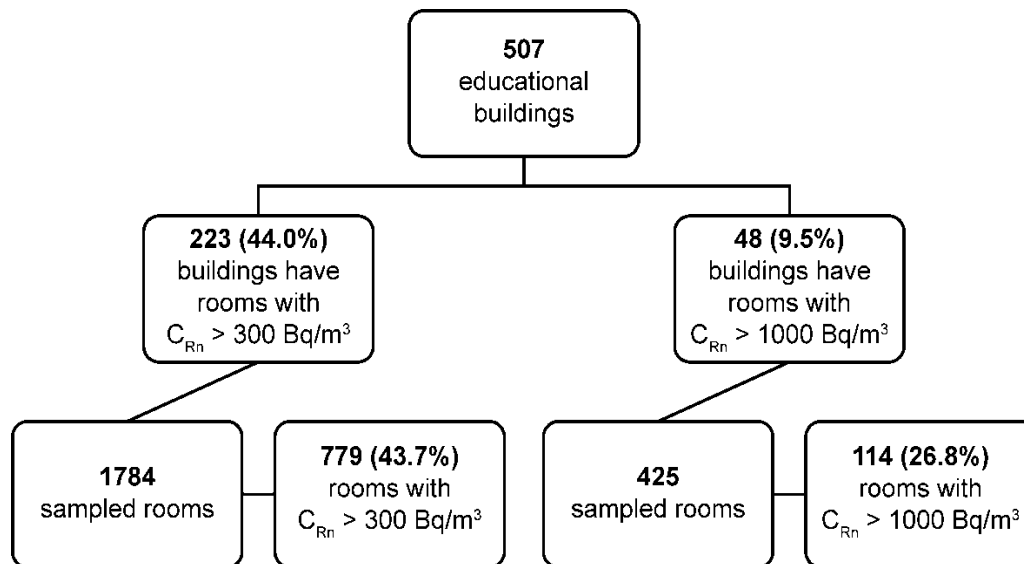 507
educational
buildings
223 (44.0%)
buildings have
rooms with
C_Rn > 300 Bq/m³
48 (9.5%)
buildings have
rooms with
C_Rn > 1000 Bq/m³
1784
sampled rooms
779 (43.7%)
rooms with
C_Rn > 300 Bq/m³
425
sampled rooms
114 (26.8%)
rooms with
C_Rn > 1000 Bq/m³